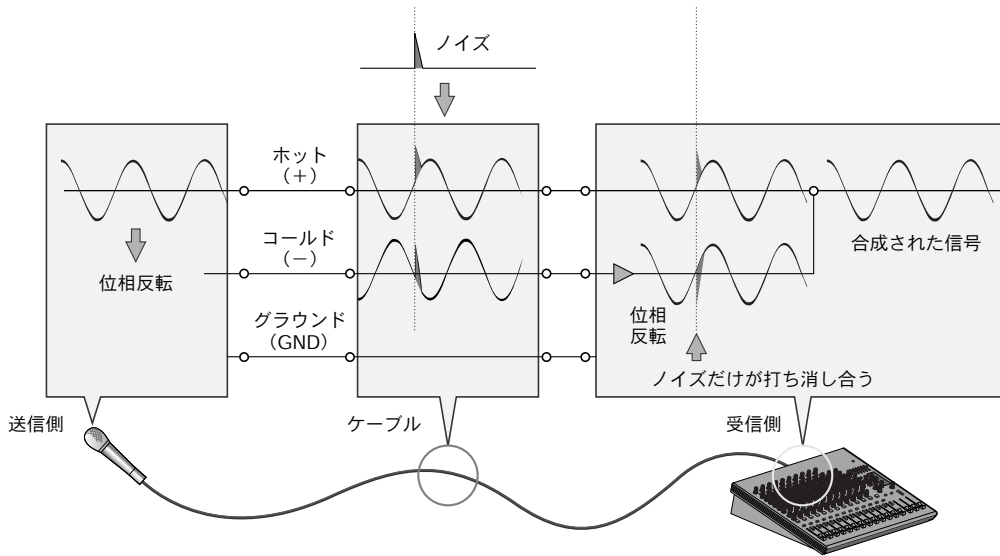 ノイズ
ホット
（＋）
コールド
（−）
位相反転
グラウンド
（GND）
合成された信号
位相
反転
ノイズだけが打ち消し合う
送信側
ケーブル
受信側